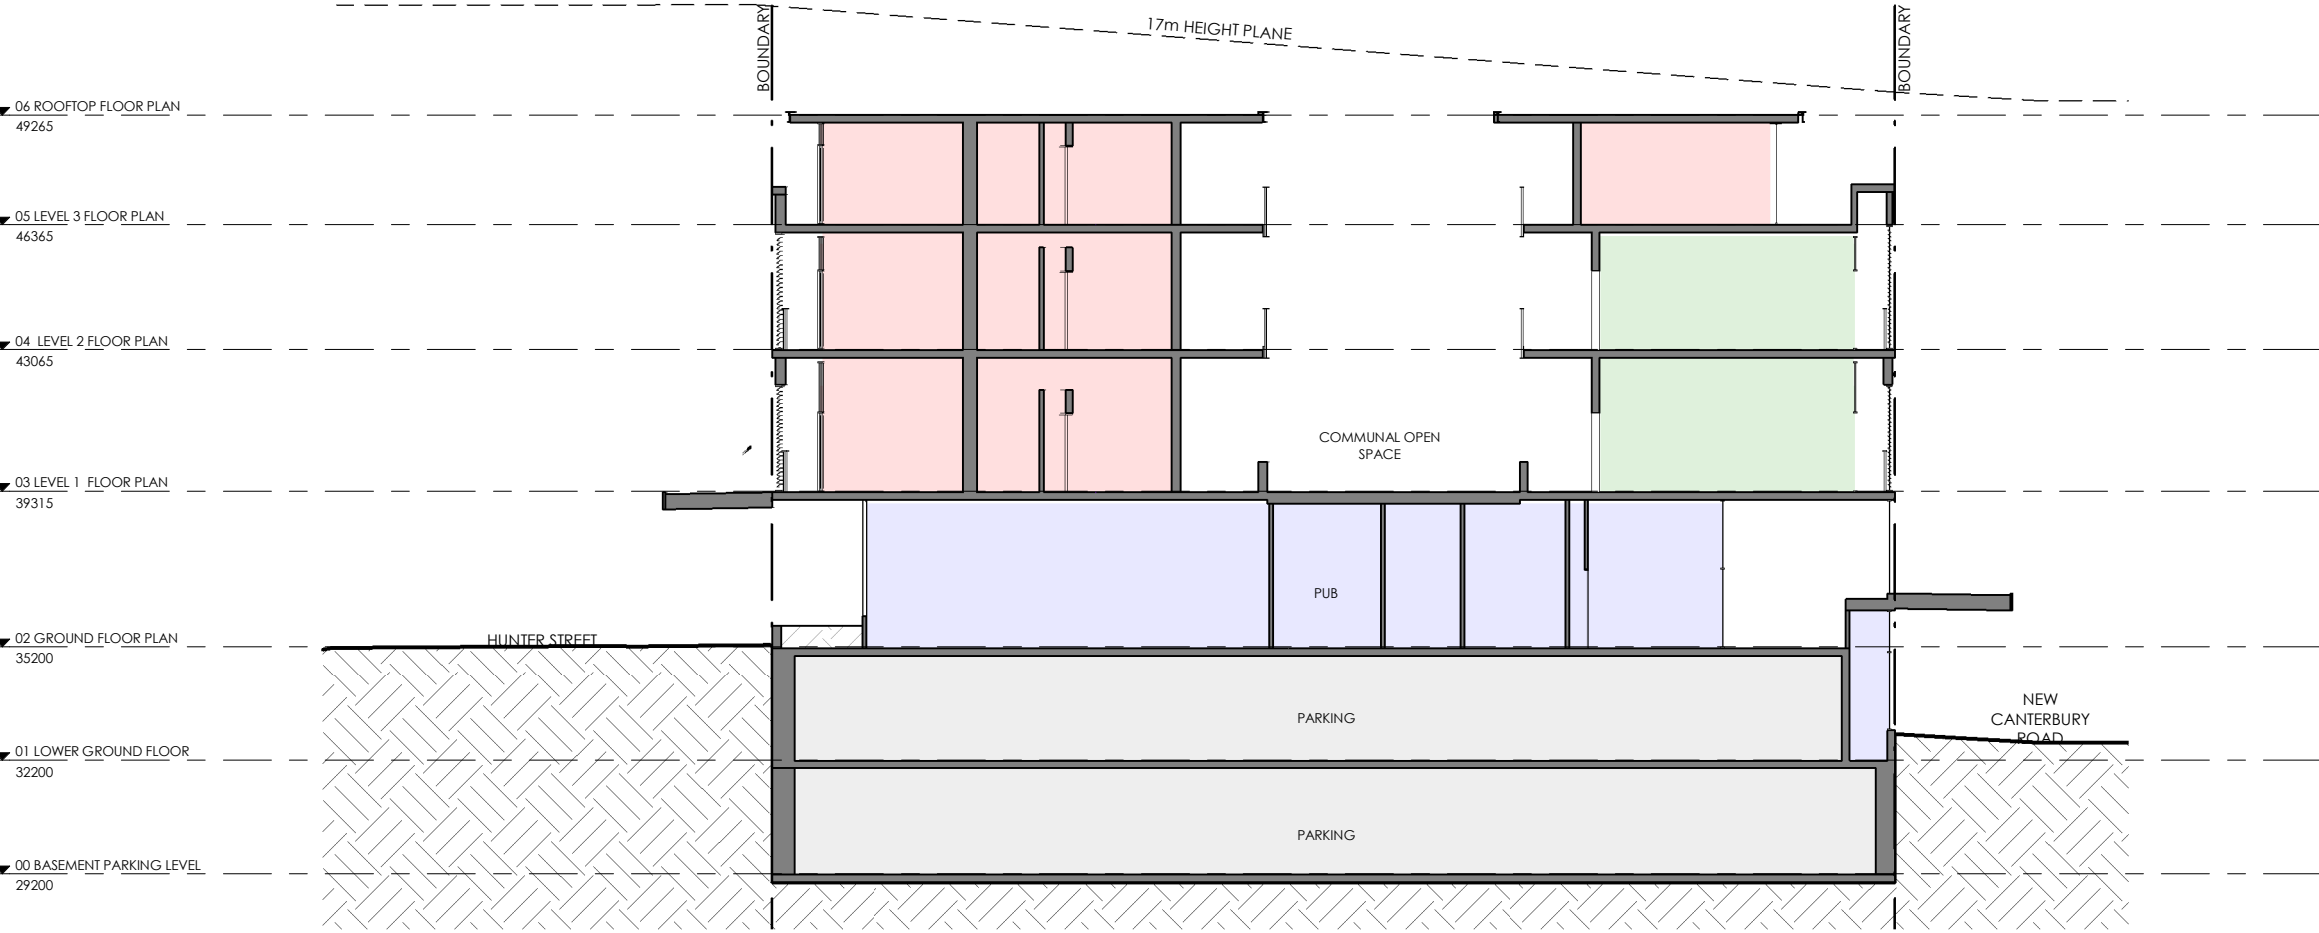 17m HEIGHT PLANE
BOUNDARY
BOUNDARY
06 ROOFTOP FLOOR PLAN
49265
05 LEVEL 3 FLOOR PLAN
46365
04 LEVEL 2 FLOOR PLAN
43065
COMMUNAL OPEN
SPACE
03 LEVEL 1 FLOOR PLAN
39315
PUB
02 GROUND FLOOR PLAN
35200
HUNTER STREET
PARKING
NEW
CANTERBURY
ROAD
01 LOWER GROUND FLOOR
32200
PARKING
00 BASEMENT PARKING LEVEL
29200